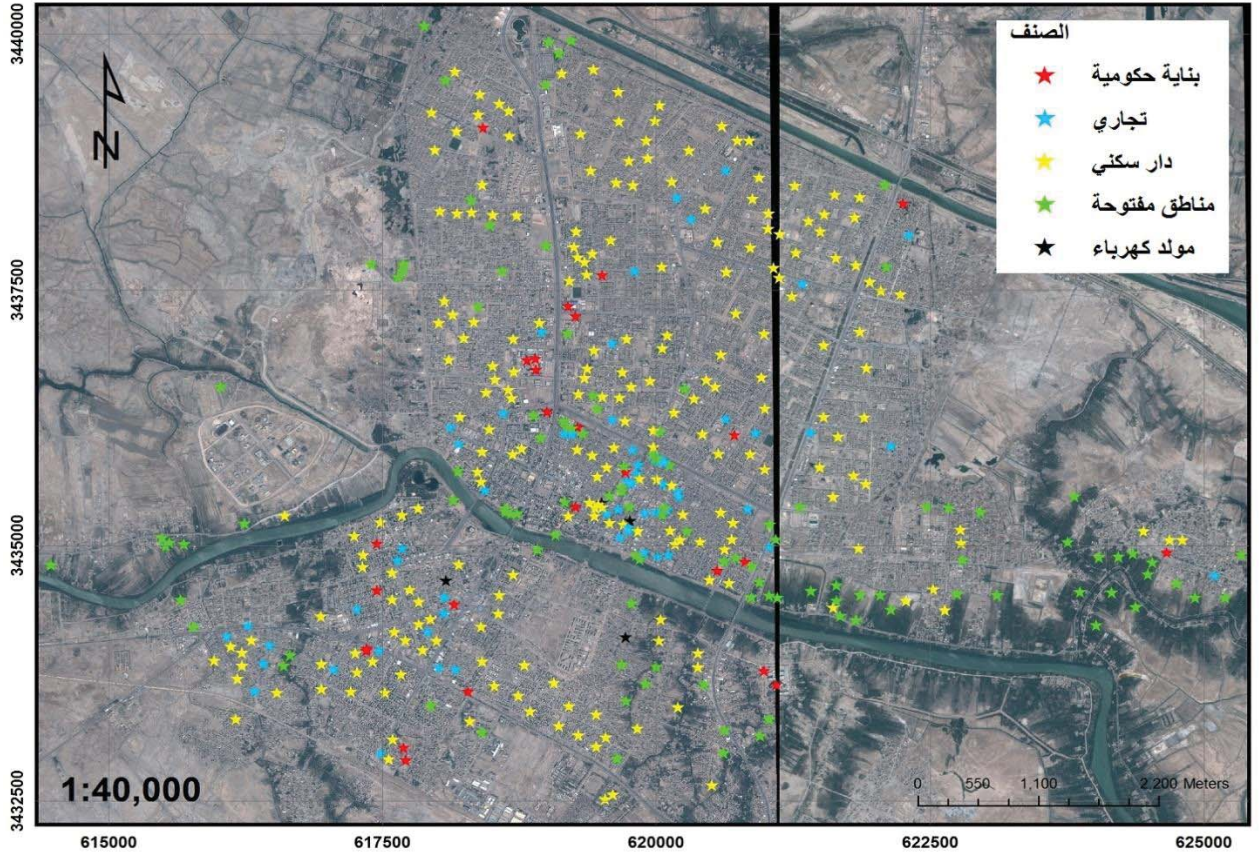 الصنف
بناية حكومية
تجاري
دار سكني
مناطق مفتوحة
مولد كهرباء
N
3440000
3437500
3435000
3432500
1:40,000
0 550 1,100 2,200 Meters
615000 617500 620000 622500 625000